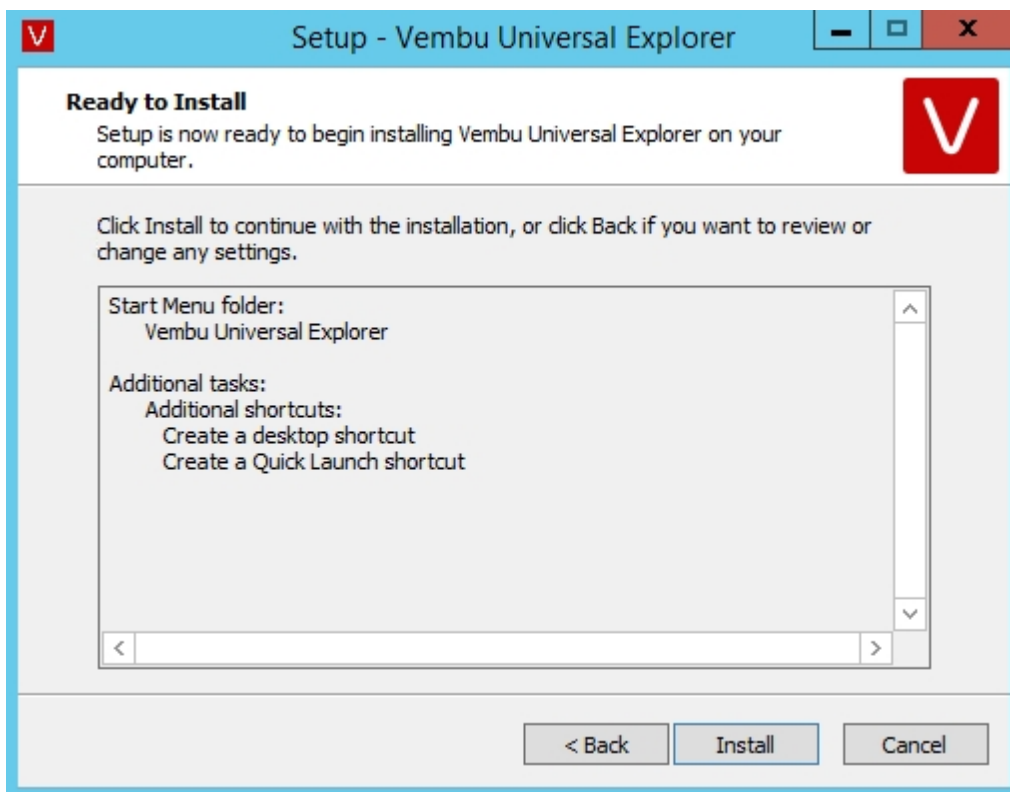 Setup - Vembu Universal Explorer
Ready to Install
Setup is now ready to begin installing Vembu Universal Explorer on your
computer.
Click Install to continue with the installation, or click Back if you want to review or
change any settings.
Start Menu folder:
Vembu Universal Explorer
Additional tasks:
Additional shortcuts:
Create a desktop shortcut
Create a Quick Launch shortcut
< Back
Install
Cancel